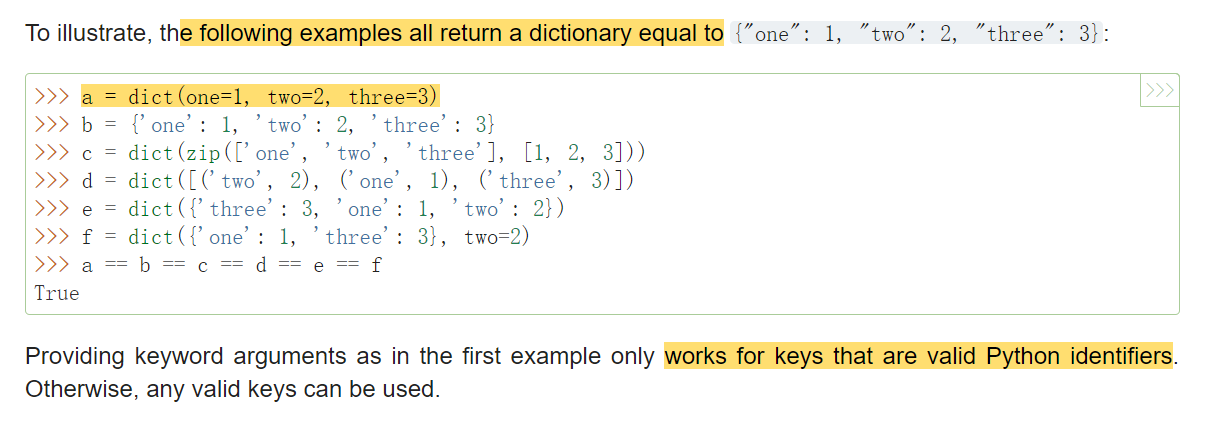 To illustrate, the following examples all return a dictionary equal to {"one": 1, "two": 2, "three": 3}:
>>>
>>> a = dict(one=1, two=2, three=3)
>>> b = {'one': 1, 'two': 2, 'three': 3}
>>> c = dict(zip(['one', 'two', 'three'], [1, 2, 3]))
>>> d = dict([('two', 2), ('one', 1), ('three', 3)])
>>> e = dict({'three': 3, 'one': 1, 'two': 2})
>>> f = dict({'one': 1, 'three': 3}, two=2)
>>> a == b == c == d == e == f
True
Providing keyword arguments as in the first example only works for keys that are valid Python identifiers.
Otherwise, any valid keys can be used.